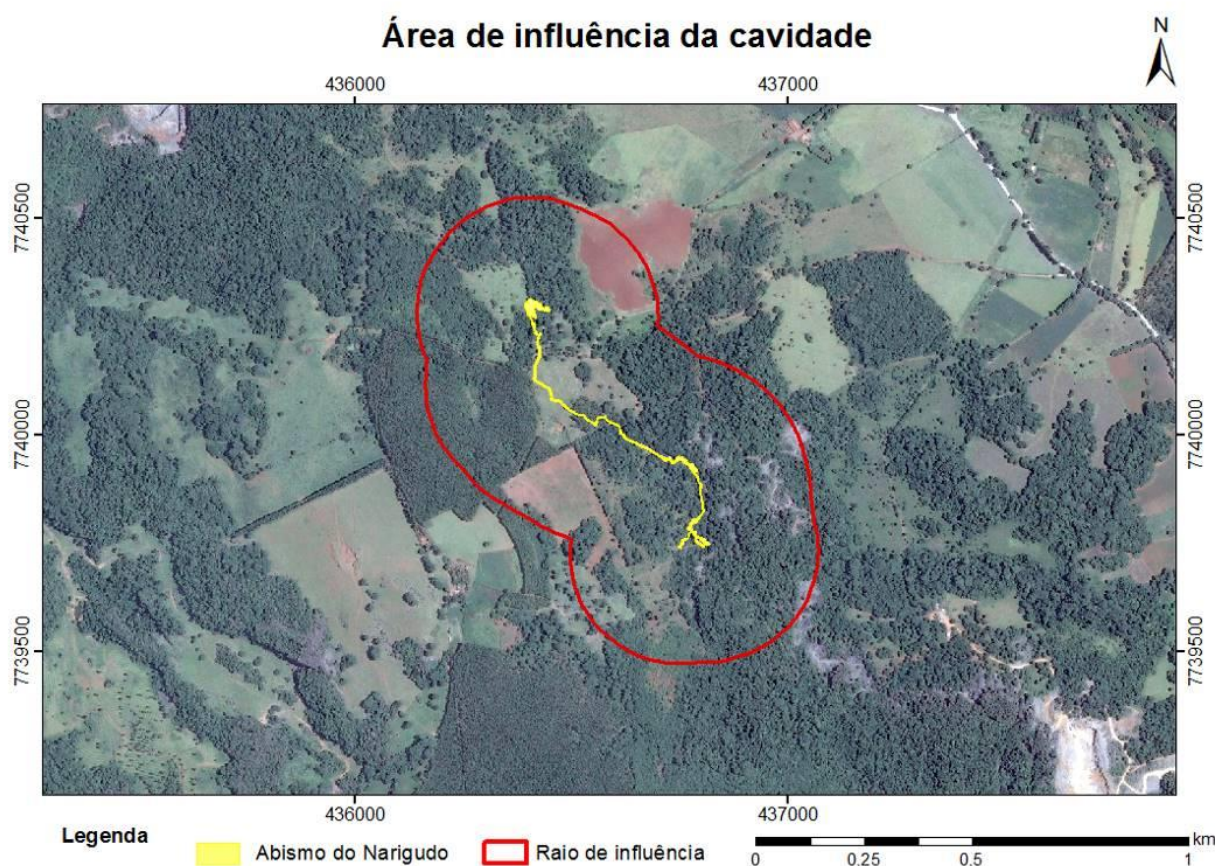 Área de influência da cavidade
N
436000 437000
7740500 7740500
7740000 7740000
7739500 7739500
436000 437000
Legenda
Abismo do Narigudo Raio de influência
km
0 0.25 0.5 1